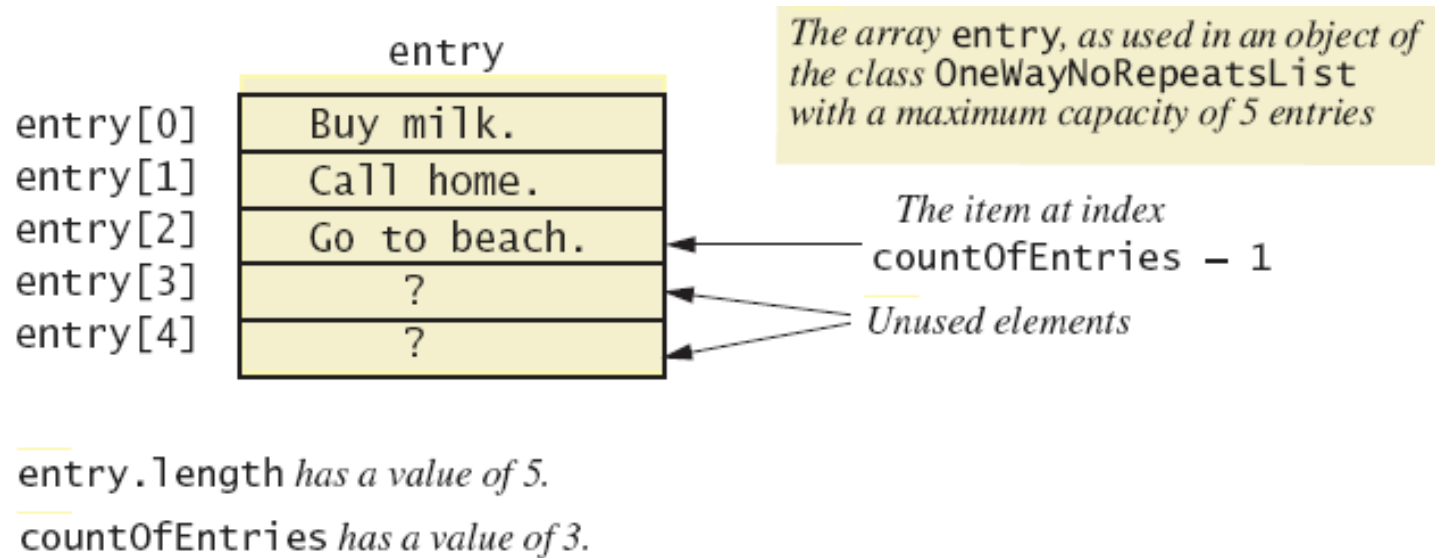 entry
The array entry, as used in an object of
the class OneWayNoRepeatsList
with a maximum capacity of 5 entries
entry[0] Buy milk.
entry[1] Call home.
entry[2] Go to beach.
entry[3] ?
entry[4] ?
The item at index
countOfEntries – 1
Unused elements
entry.length has a value of 5.
countOfEntries has a value of 3.